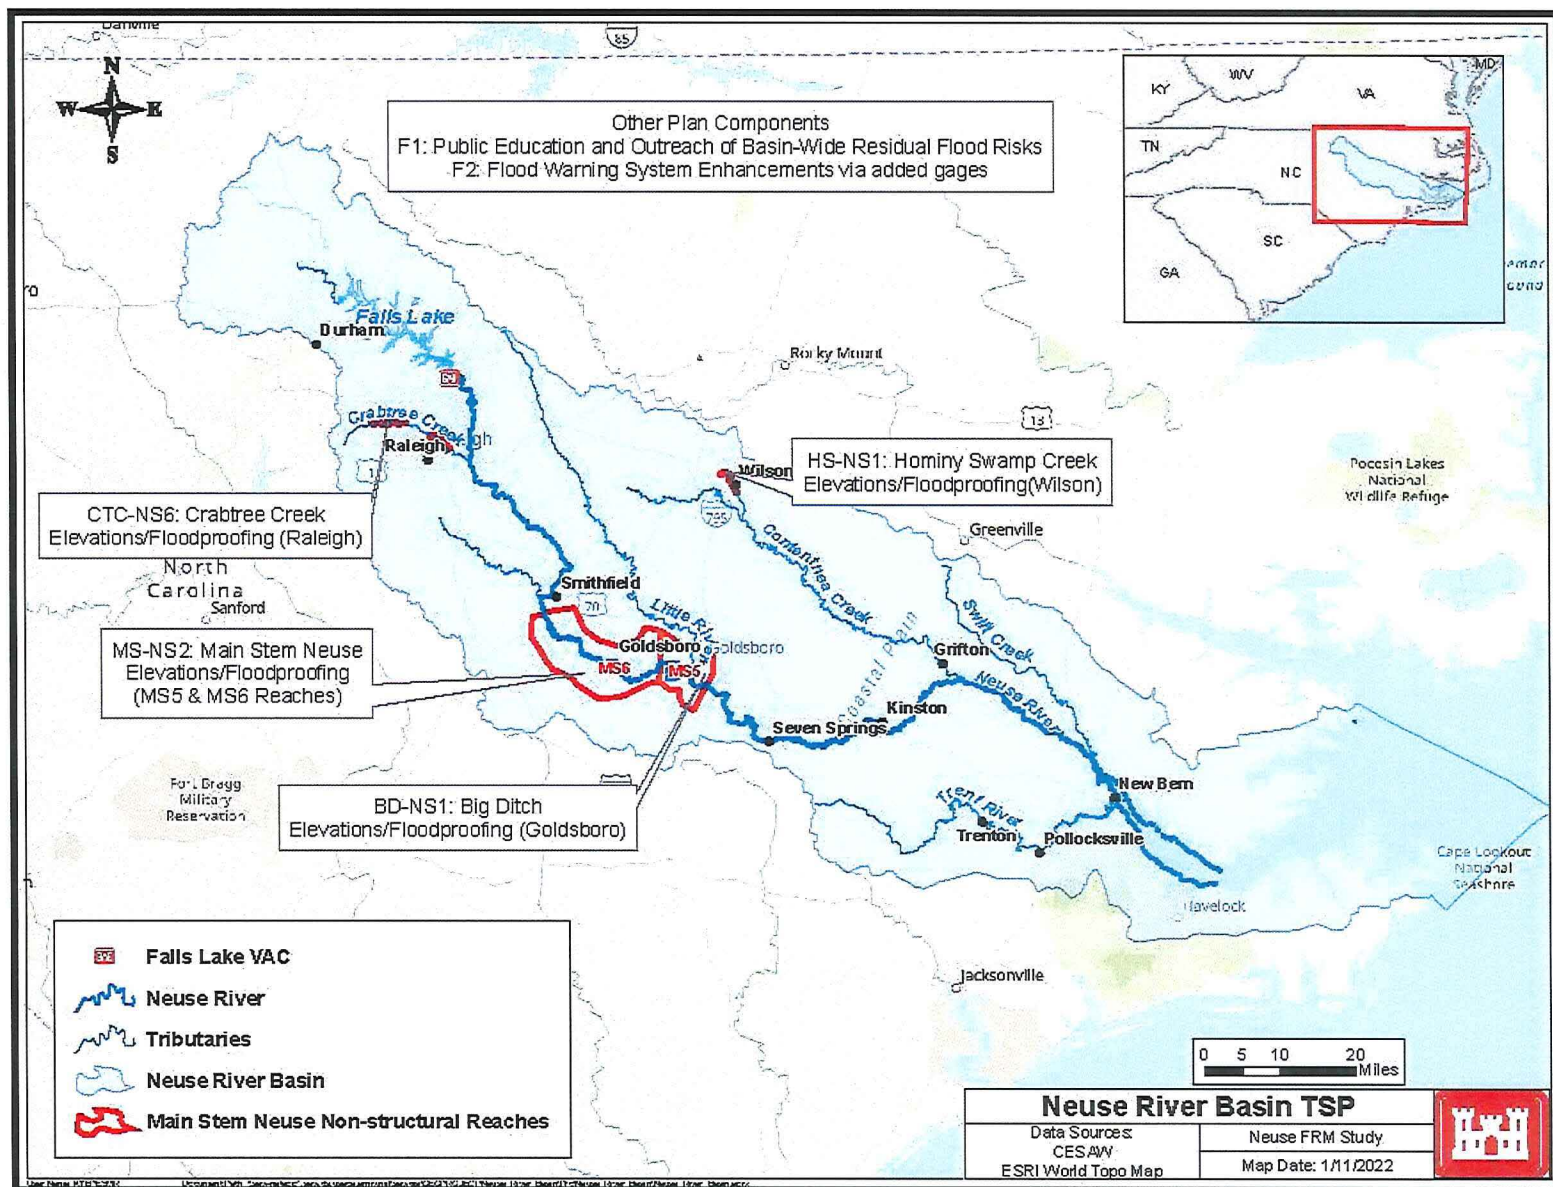 Danville
85
N
W E
S
Other Plan Components
F1: Public Education and Outreach of Basin-Wide Residual Flood Risks
F2: Flood Warning System Enhancements via added gages
KY
WV
MD
VA
TN
NC
SC
GA
Falls Lake
Durham
Rocky Mount
13
Crabtree Creek
Raleigh
1
Wilson
HS-NS1: Hominy Swamp Creek
Elevations/Floodproofing(Wilson)
Pocosin Lakes
National
Wildlife Refuge
CTC-NS6: Crabtree Creek
Elevations/Floodproofing (Raleigh)
795
Greenville
Contentnea Creek
North
Carolina
Sanford
Smithfield
70
Little River
Swift Creek
Coastal Plain
MS-NS2: Main Stem Neuse
Elevations/Floodproofing
(MS5 & MS6 Reaches)
Goldsboro
Goldsboro
MS6
MS5
Grifton
Neuse River
Kinston
Seven Springs
New Bern
Fort Bragg
Military
Reservation
BD-NS1: Big Ditch
Elevations/Floodproofing (Goldsboro)
Trent River
Trenton
Pollocksville
Cape Lookout
National
Seashore
Havelock
Jacksonville
Falls Lake VAC
Neuse River
Tributaries
Neuse River Basin
Main Stem Neuse Non-structural Reaches
0 5 10 20
Miles
Neuse River Basin TSP
Data Sources:
CESAW
ESRI World Topo Map
Neuse FRM Study
Map Date: 1/11/2022